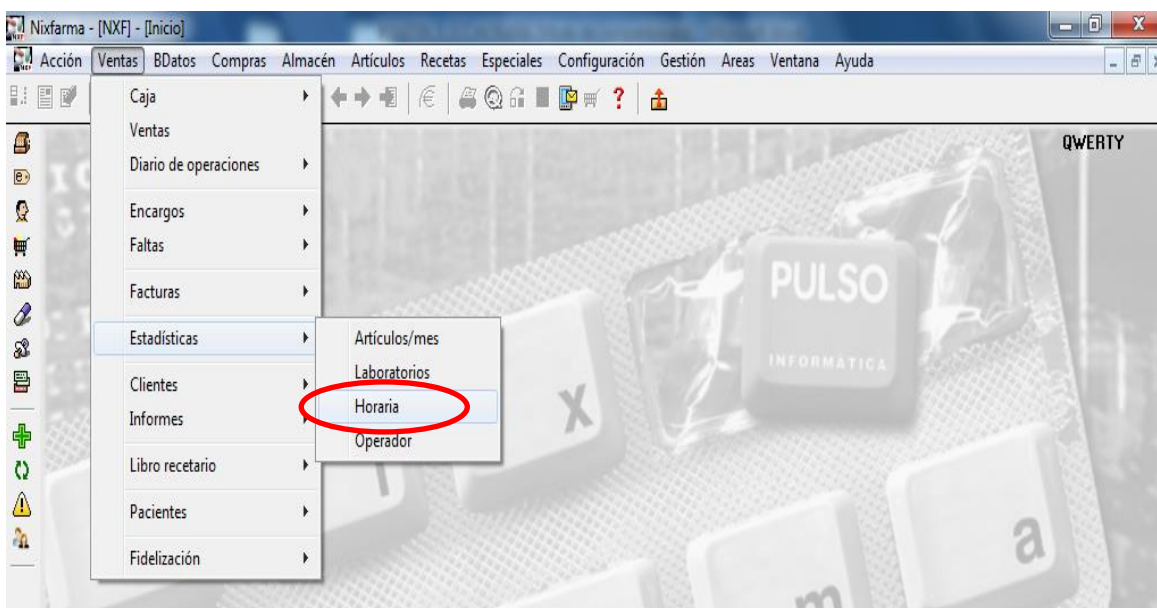 Nixfarma - [NXF] - [Inicio]
Acción Ventas BDatos Compras Almacén Artículos Recetas Especiales Configuración Gestión Areas Ventana Ayuda
QWERTY
Caja
Ventas
Diario de operaciones
Encargos
Faltas
Facturas
Estadísticas
Clientes
Informes
Libro recetario
Pacientes
Fidelización
Artículos/mes
Laboratorios
Horaria
Operador
PULSO
INFORMATICA
x
a
m